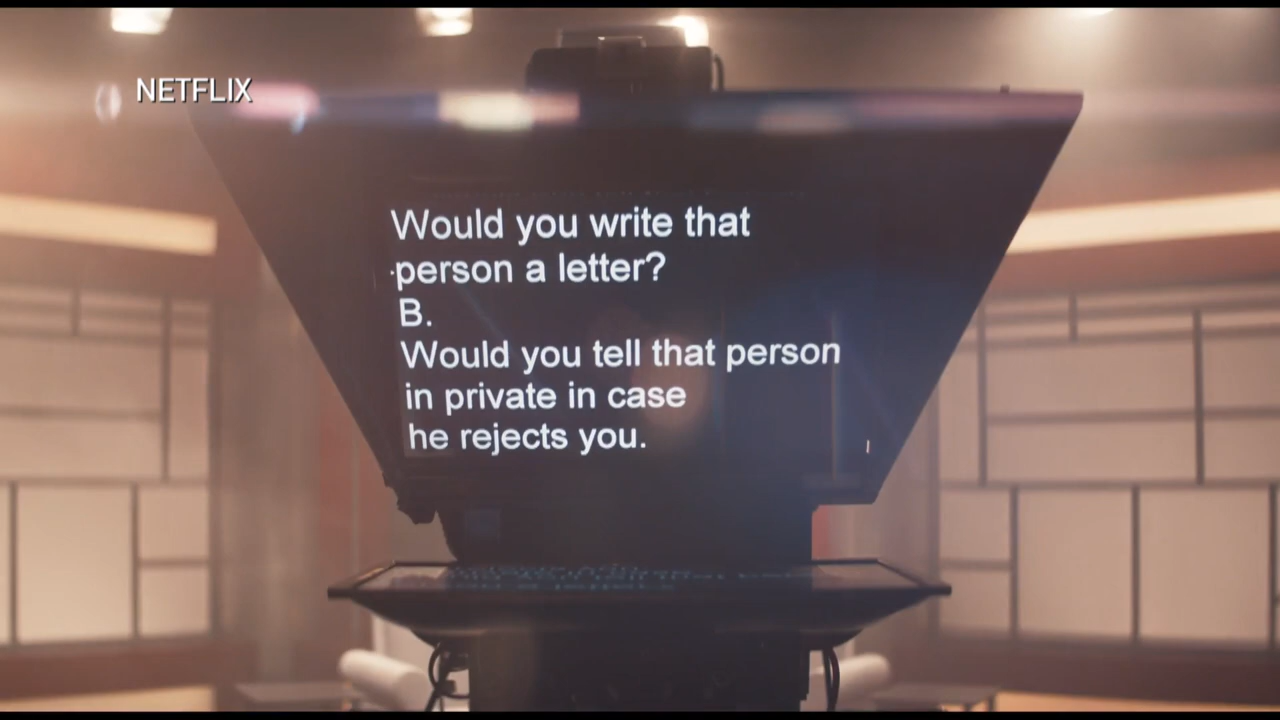 NETFLIX
Would you write that
person a letter?
B.
Would you tell that person
in private in case
he rejects you.